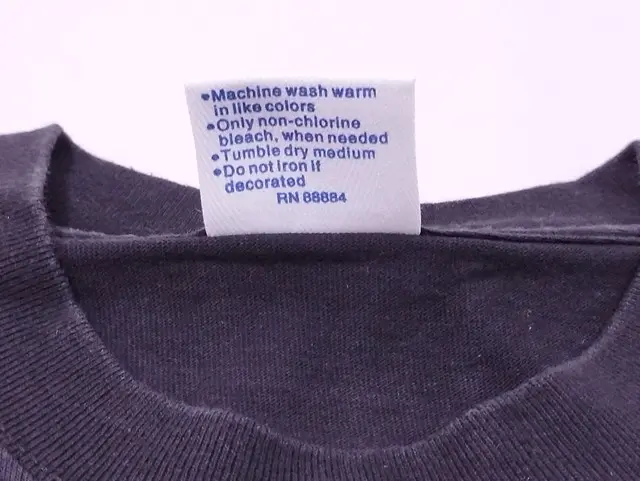 •Machine wash warm
in like colors
•Only non-chlorine
bleach, when needed
•Tumble dry medium
•Do not iron if
decorated
RN 88884